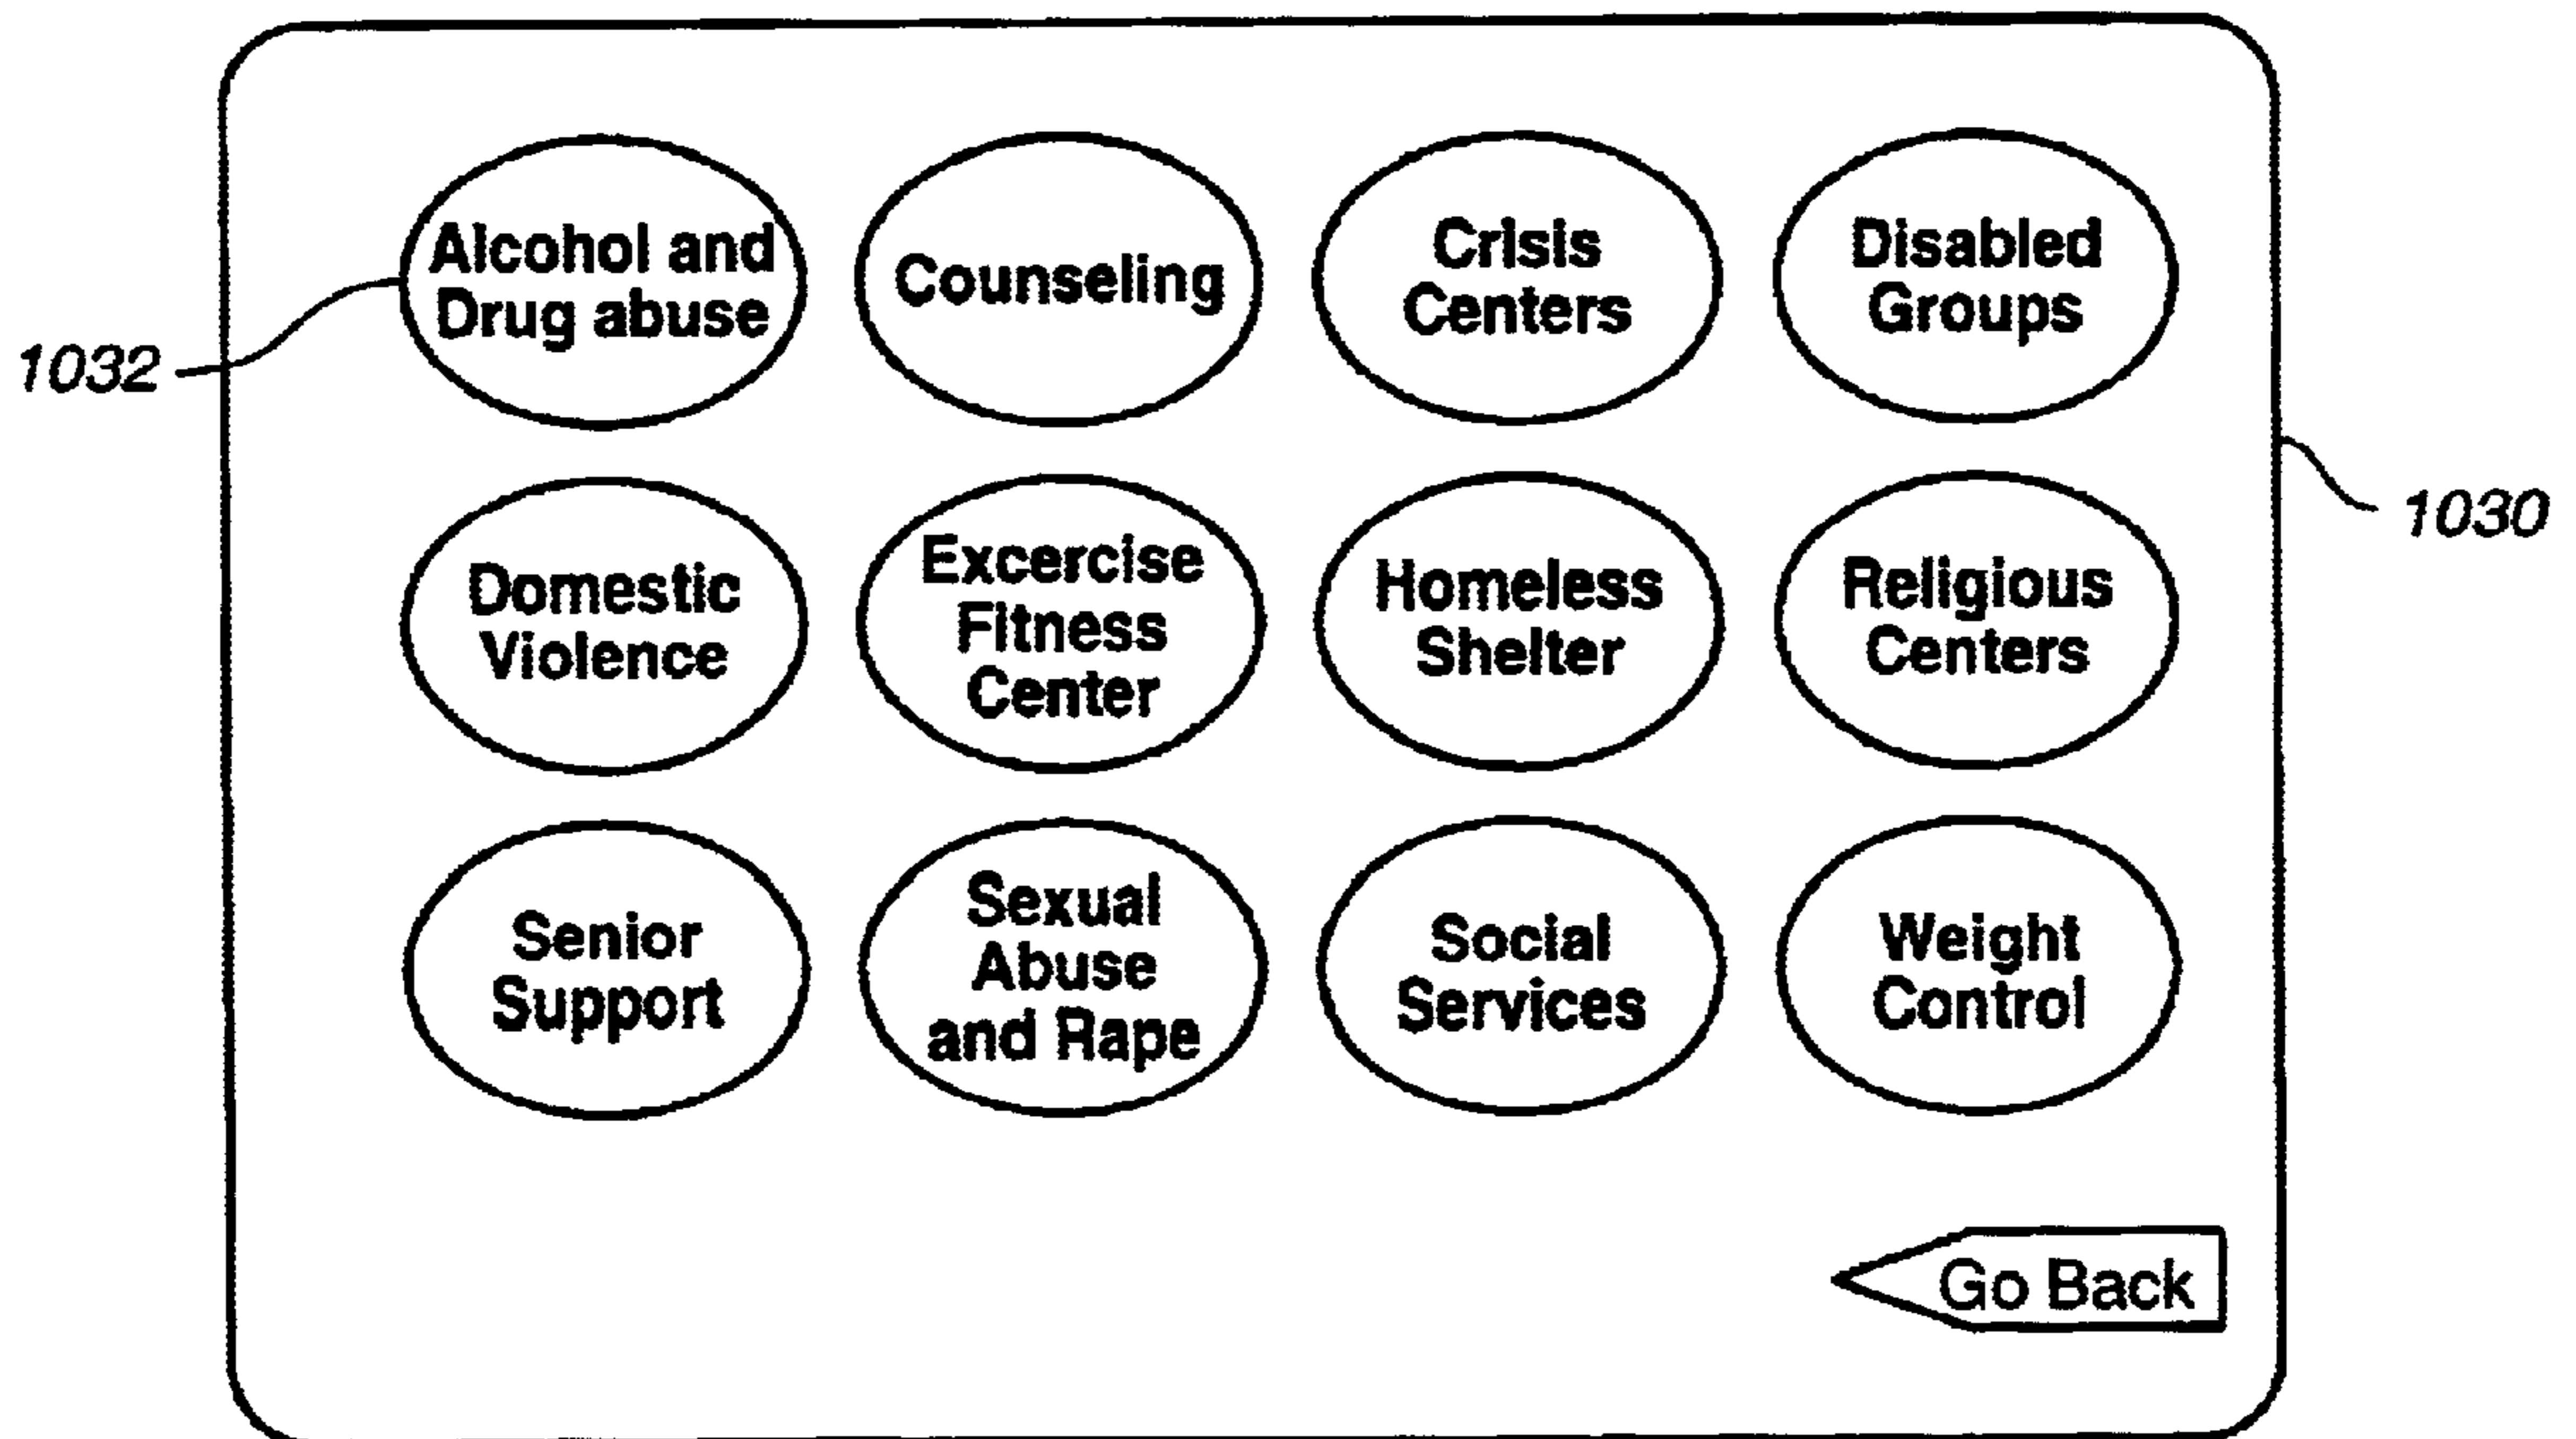 Alcohol and
Drug abuse
Counseling
Crisis
Centers
Disabled
Groups
1032
1030
Domestic
Violence
Excercise
Fitness
Center
Homeless
Shelter
Religious
Centers
Senior
Support
Sexual
Abuse
and Rape
Social
Services
Weight
Control
Go Back